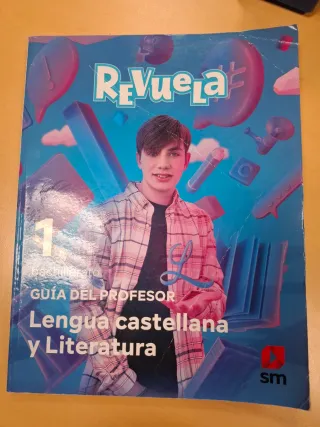 REVUELA
1
Bachillerato
GUÍA DEL PROFESOR
Lengua castellana
y Literatura
sm